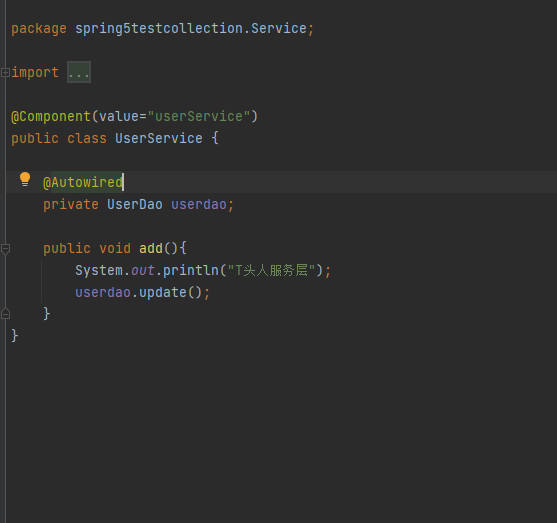 package spring5testcollection.Service;
import ...
@Component(value="userService")
public class UserService {
@Autowired
private UserDao userdao;
public void add(){
System.out.println("T头人服务层");
userdao.update();
}
}